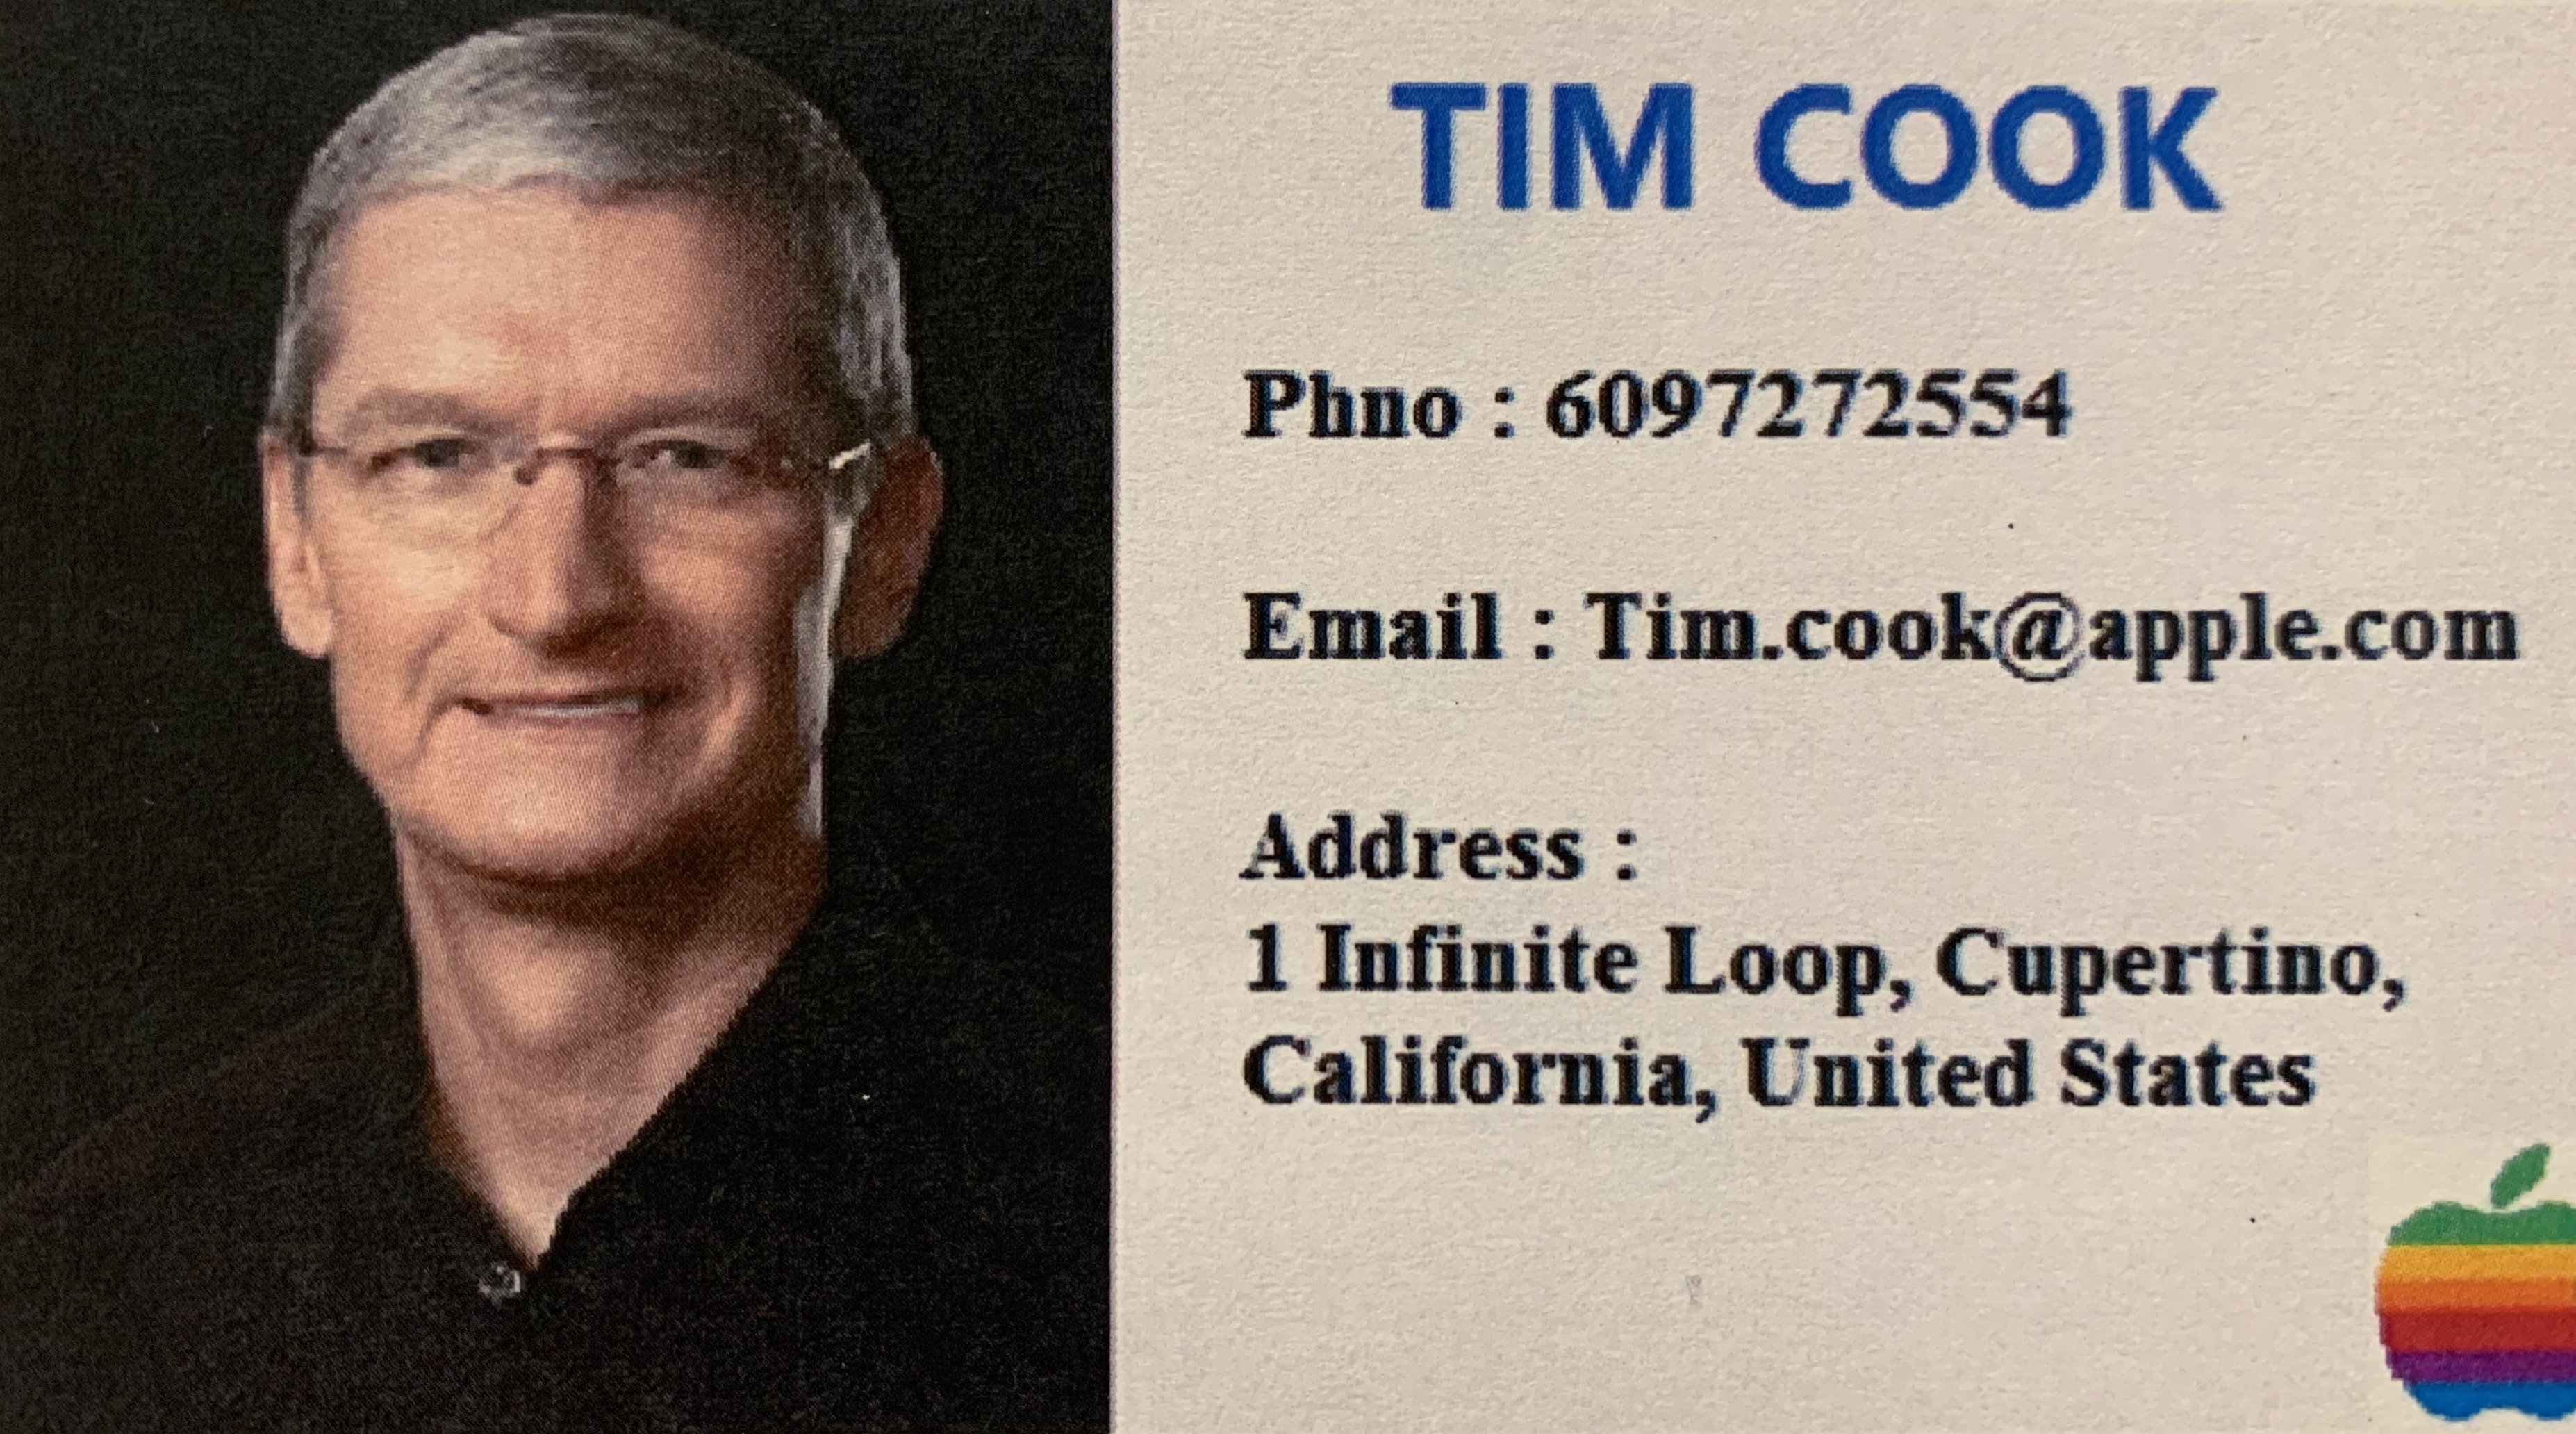 TIM COOK
Phno : 6097272554
Email : Tim.cook@apple.com
Address :
1 Infinite Loop, Cupertino,
California, United States